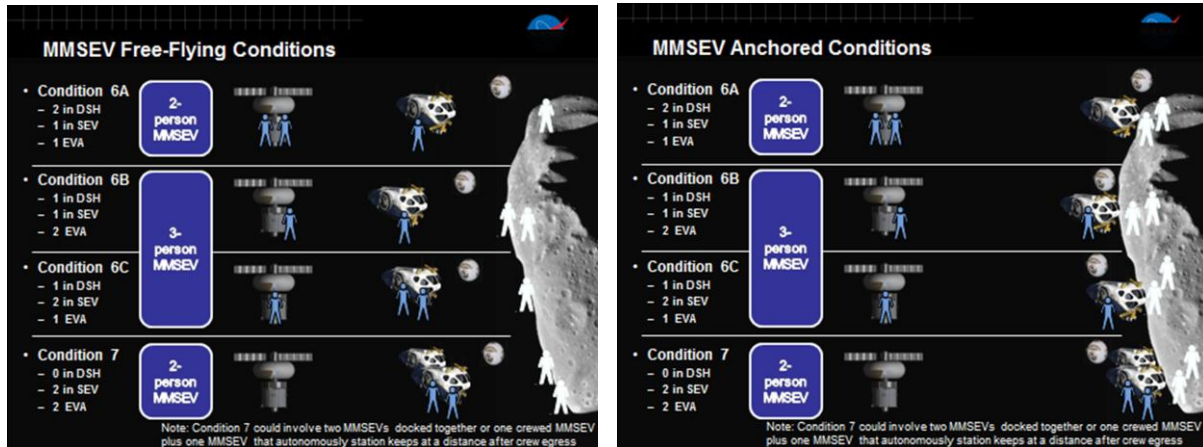 MMSEV Free-Flying Conditions
• Condition 6A
– 2 in DSH
– 1 in SEV
– 1 EVA
2-
person
MMSEV
• Condition 6B
– 1 in DSH
– 1 in SEV
– 2 EVA
3-
person
MMSEV
• Condition 6C
– 1 in DSH
– 2 in SEV
– 1 EVA
• Condition 7
– 0 in DSH
– 2 in SEV
– 2 EVA
2-
person
MMSEV
Note: Condition 7 could involve two MMSEVs docked together or one crewed MMSEV
plus one MMSEV that autonomously station keeps at a distance after crew egress
MMSEV Anchored Conditions
• Condition 6A
– 2 in DSH
– 1 in SEV
– 1 EVA
2-
person
MMSEV
• Condition 6B
– 1 in DSH
– 1 in SEV
– 2 EVA
3-
person
MMSEV
• Condition 6C
– 1 in DSH
– 2 in SEV
– 1 EVA
• Condition 7
– 0 in DSH
– 2 in SEV
– 2 EVA
2-
person
MMSEV
Note: Condition 7 could involve two MMSEVs docked together or one crewed MMSEV
plus one MMSEV that autonomously station keeps at a distance after crew egress